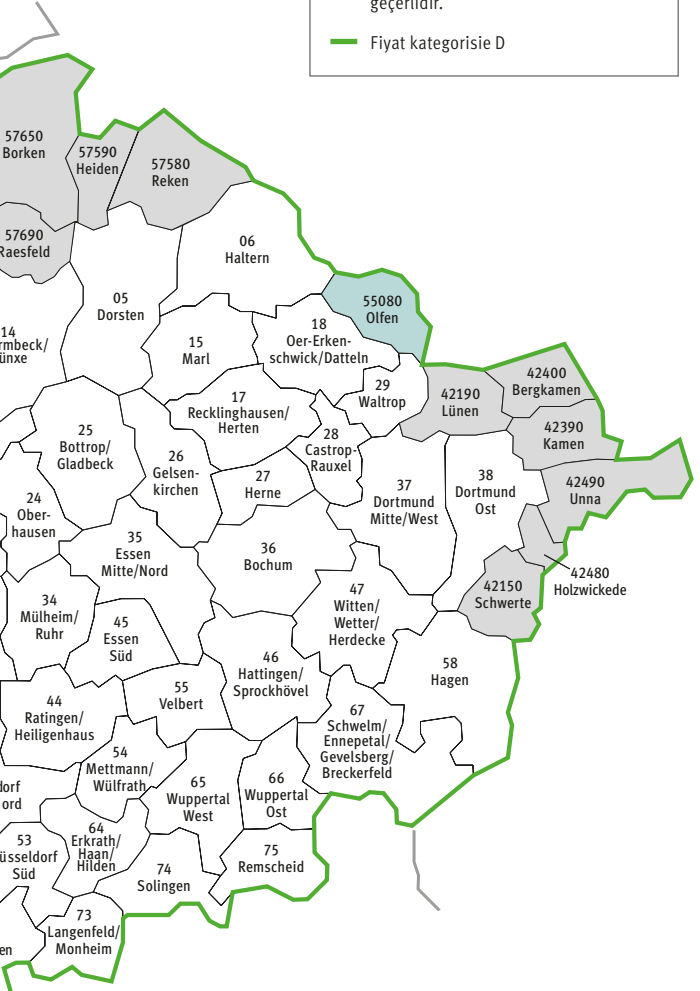 geçerlidir.
Fiyat kategorisie D
57650
Borken
57590
Heiden
57580
Reken
57690
Raesfeld
06
Haltern
05
Dorsten
55080
Olfen
14
rmbeck/
ünxe
15
Marl
18
Oer-Erken-
schwick/Datteln
29
Waltrop
42190
Lünen
42400
Bergkamen
42390
Kamen
42490
Unna
17
Recklinghausen/
Herten
25
Bottrop/
Gladbeck
26
Gelsen-
kirchen
28
Castrop-
Rauxel
27
Herne
37
Dortmund
Mitte/West
38
Dortmund
Ost
24
Ober-
hausen
35
Essen
Mitte/Nord
36
Bochum
42480
Holzwickede
42150
Schwerte
34
Mülheim/
Ruhr
45
Essen
Süd
47
Witten/
Wetter/
Herdecke
46
Hattingen/
Sprockhövel
58
Hagen
44
Ratingen/
Heiligenhaus
55
Velbert
67
Schwelm/
Ennepetal/
Gevelsberg/
Breckerfeld
54
Mettmann/
Wülfrath
65
Wuppertal
West
66
Wuppertal
Ost
dorf
ord
53
üsseldorf
Süd
64
Erkrath/
Haan/
Hilden
74
Solingen
75
Remscheid
73
Langenfeld/
Monheim
en